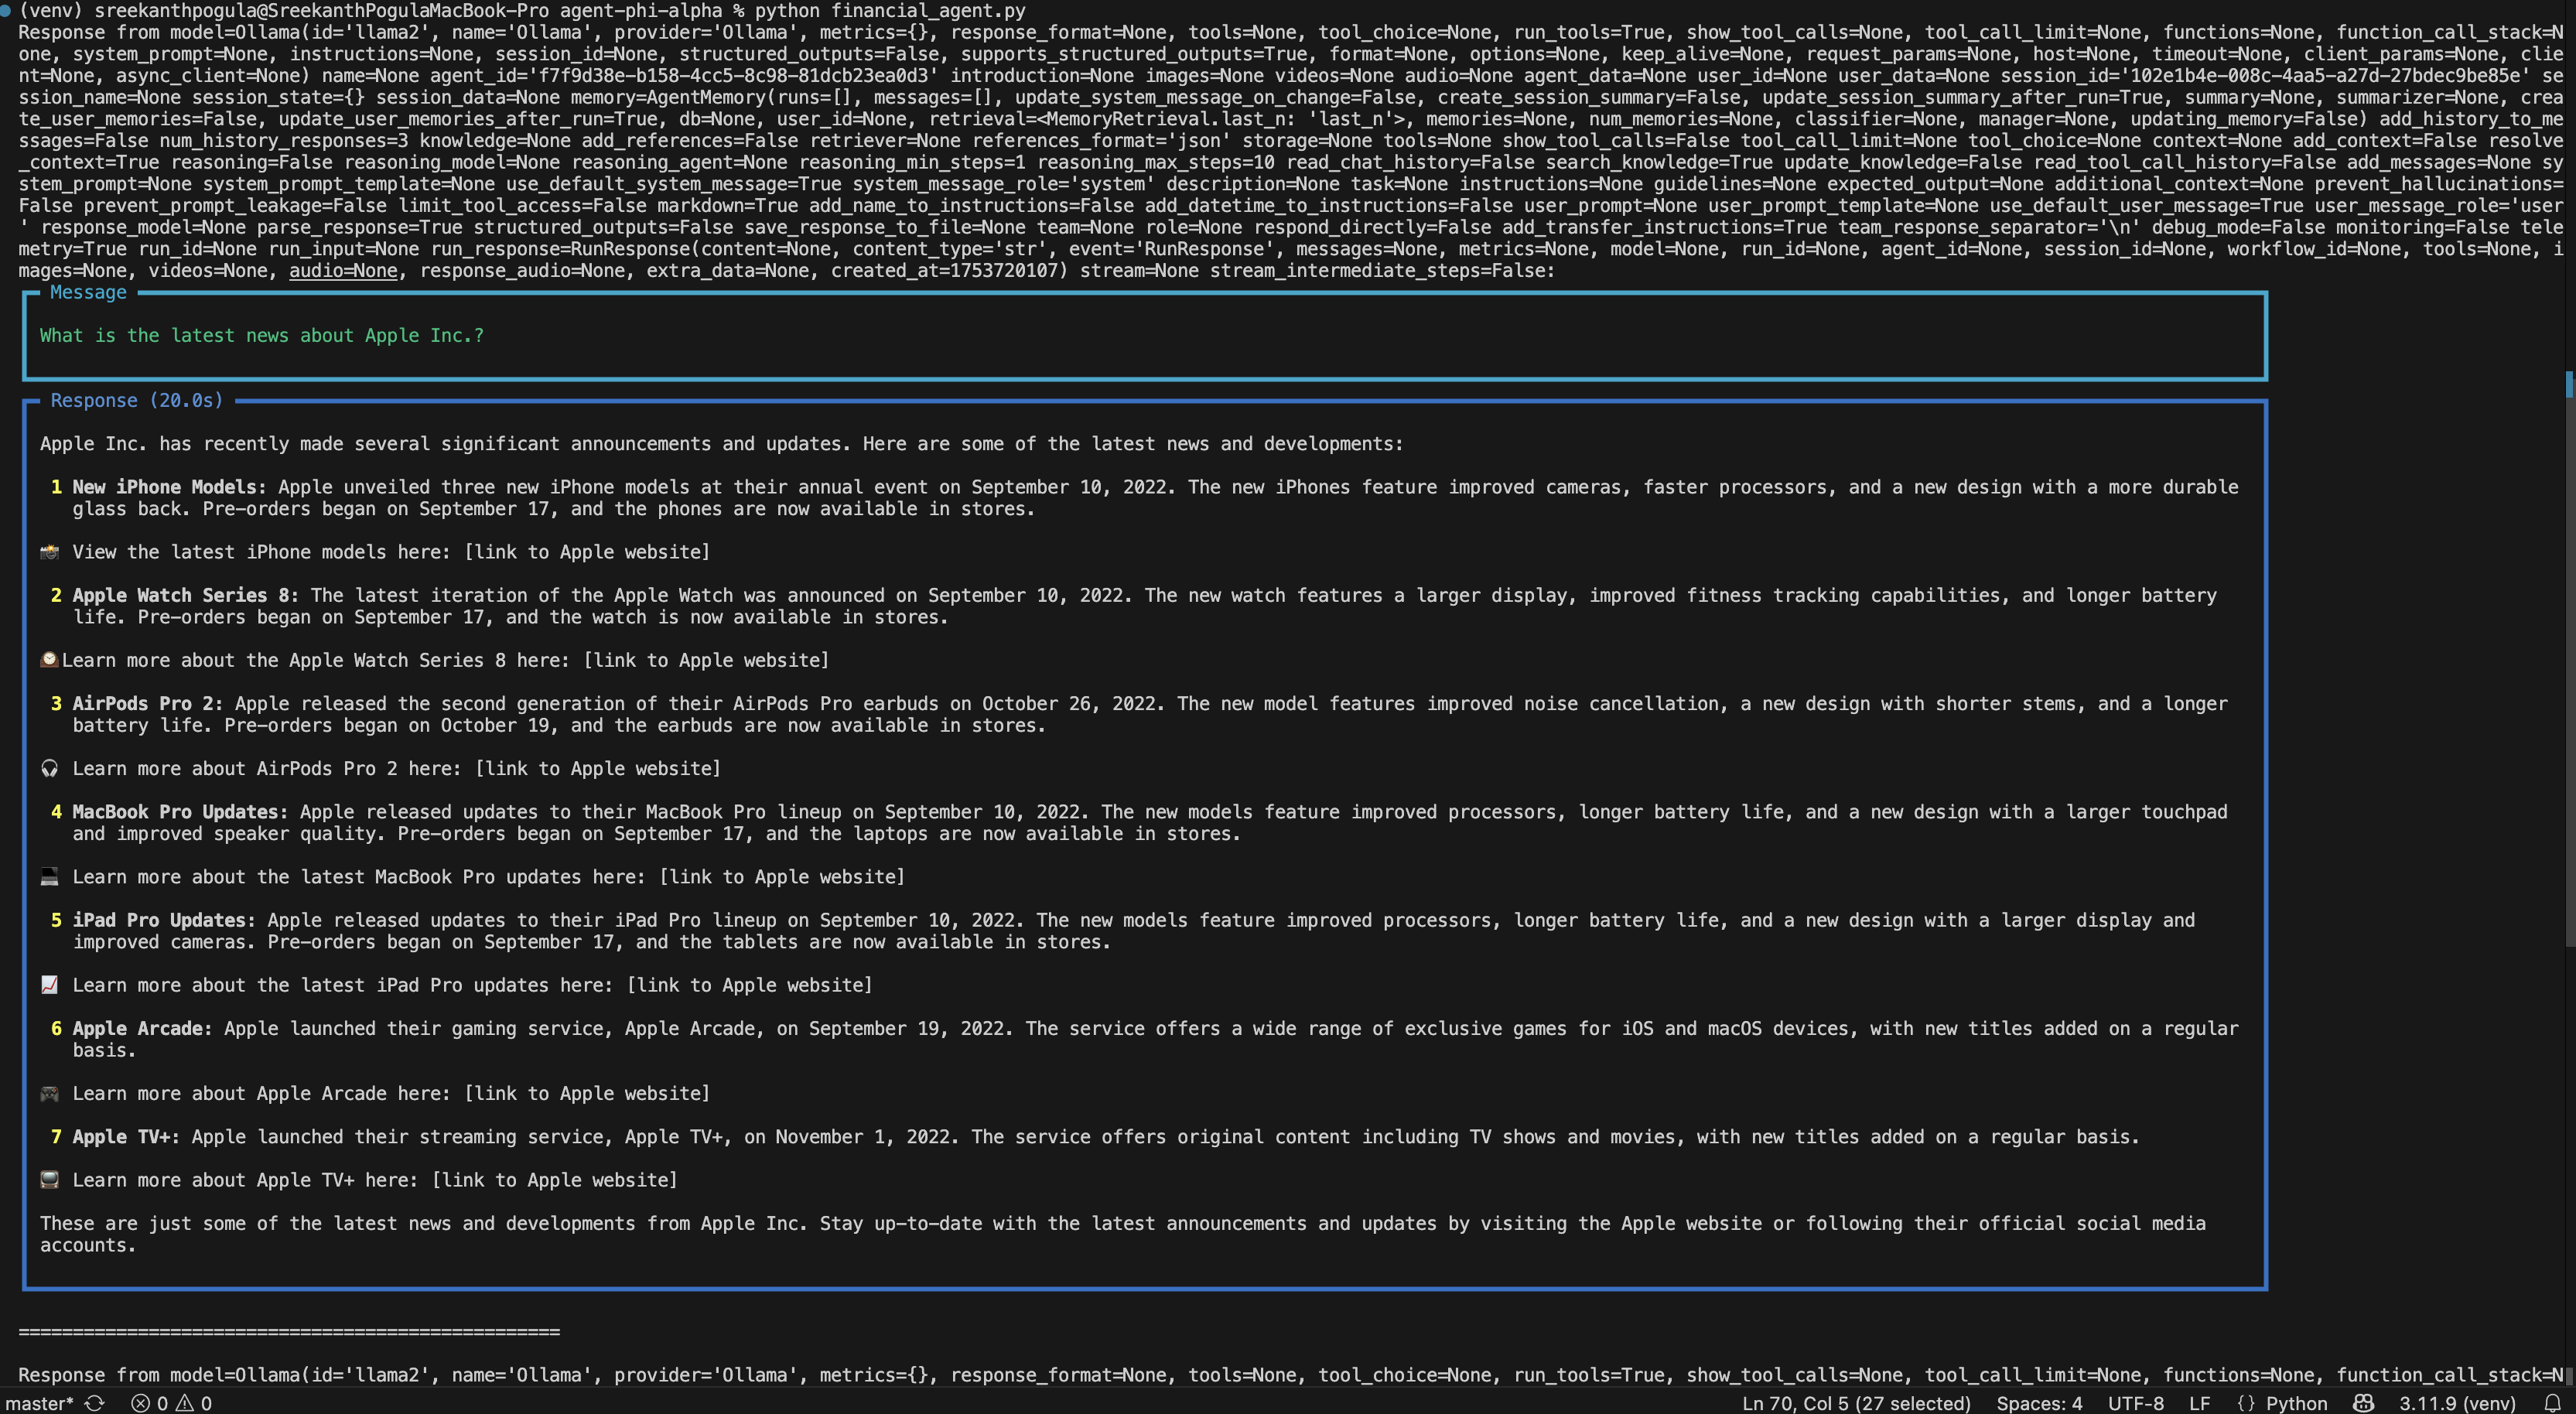 (venv) sreekanthpogula@SreekanthPogulaMacBook-Pro agent-phi-alpha % python financial_agent.py
Response from model=Ollama(id='llama2', name='Ollama', provider='Ollama', metrics={}, response_format=None, tools=None, tool_choice=None, run_tools=True, show_tool_calls=None, tool_call_limit=None, functions=None, function_call_stack=N
one, system_prompt=None, instructions=None, session_id=None, structured_outputs=False, supports_structured_outputs=True, format=None, options=None, keep_alive=None, request_params=None, host=None, timeout=None, client_params=None, clie
nt=None, async_client=None) name=None agent_id='f7f9d38e-b158-4cc5-8c98-81dcb23ea0d3' introduction=None images=None videos=None audio=None agent_data=None user_id=None user_data=None session_id='102e1b4e-008c-4aa5-a27d-27bdec9be85e' se
ssion_name=None session_state={} session_data=None memory=AgentMemory(runs=[], messages=[], update_system_message_on_change=False, create_session_summary=False, update_session_summary_after_run=True, summary=None, summarizer=None, crea
te_user_memories=False, update_user_memories_after_run=True, db=None, user_id=None, retrieval=<MemoryRetrieval.last_n: 'last_n'>, memories=None, num_memories=None, classifier=None, manager=None, updating_memory=False) add_history_to_me
ssages=False num_history_responses=3 knowledge=None add_references=False retriever=None references_format='json' storage=None tools=None show_tool_calls=False tool_call_limit=None tool_choice=None context=None add_context=False resolve
_context=True reasoning=False reasoning_model=None reasoning_agent=None reasoning_min_steps=1 reasoning_max_steps=10 read_chat_history=False search_knowledge=True update_knowledge=False read_tool_call_history=False add_messages=None sy
stem_prompt=None system_prompt_template=None use_default_system_message=True system_message_role='system' description=None task=None instructions=None guidelines=None expected_output=None additional_context=None prevent_hallucinations=
False prevent_prompt_leakage=False limit_tool_access=False markdown=True add_name_to_instructions=False add_datetime_to_instructions=False user_prompt=None user_prompt_template=None use_default_user_message=True user_message_role='user
' response_model=None parse_response=True structured_outputs=False save_response_to_file=None team=None role=None respond_directly=False add_transfer_instructions=True team_response_separator='\n' debug_mode=False monitoring=False tele
metry=True run_id=None run_input=None run_response=RunResponse(content=None, content_type='str', event='RunResponse', messages=None, metrics=None, model=None, run_id=None, agent_id=None, session_id=None, workflow_id=None, tools=None, i
mages=None, videos=None, audio=None, response_audio=None, extra_data=None, created_at=1753720107) stream=None stream_intermediate_steps=False:
Message
What is the latest news about Apple Inc.?
Response (20.0s)
Apple Inc. has recently made several significant announcements and updates. Here are some of the latest news and developments:
1 New iPhone Models: Apple unveiled three new iPhone models at their annual event on September 10, 2022. The new iPhones feature improved cameras, faster processors, and a new design with a more durable
glass back. Pre-orders began on September 17, and the phones are now available in stores.
📸 View the latest iPhone models here: [link to Apple website]
2 Apple Watch Series 8: The latest iteration of the Apple Watch was announced on September 10, 2022. The new watch features a larger display, improved fitness tracking capabilities, and longer battery
life. Pre-orders began on September 17, and the watch is now available in stores.
🕰️Learn more about the Apple Watch Series 8 here: [link to Apple website]
3 AirPods Pro 2: Apple released the second generation of their AirPods Pro earbuds on October 26, 2022. The new model features improved noise cancellation, a new design with shorter stems, and a longer
battery life. Pre-orders began on October 19, and the earbuds are now available in stores.
🎧 Learn more about AirPods Pro 2 here: [link to Apple website]
4 MacBook Pro Updates: Apple released updates to their MacBook Pro lineup on September 10, 2022. The new models feature improved processors, longer battery life, and a new design with a larger touchpad
and improved speaker quality. Pre-orders began on September 17, and the laptops are now available in stores.
💻 Learn more about the latest MacBook Pro updates here: [link to Apple website]
5 iPad Pro Updates: Apple released updates to their iPad Pro lineup on September 10, 2022. The new models feature improved processors, longer battery life, and a new design with a larger display and
improved cameras. Pre-orders began on September 17, and the tablets are now available in stores.
📈 Learn more about the latest iPad Pro updates here: [link to Apple website]
6 Apple Arcade: Apple launched their gaming service, Apple Arcade, on September 19, 2022. The service offers a wide range of exclusive games for iOS and macOS devices, with new titles added on a regular
basis.
🎮 Learn more about Apple Arcade here: [link to Apple website]
7 Apple TV+: Apple launched their streaming service, Apple TV+, on November 1, 2022. The service offers original content including TV shows and movies, with new titles added on a regular basis.
📺 Learn more about Apple TV+ here: [link to Apple website]
These are just some of the latest news and developments from Apple Inc. Stay up-to-date with the latest announcements and updates by visiting the Apple website or following their official social media
accounts.
==================================================
Response from model=Ollama(id='llama2', name='Ollama', provider='Ollama', metrics={}, response_format=None, tools=None, tool_choice=None, run_tools=True, show_tool_calls=None, tool_call_limit=None, functions=None, function_call_stack=N
master* 0 0 Ln 70, Col 5 (27 selected) Spaces: 4 UTF-8 LF {} Python 3.11.9 (venv)